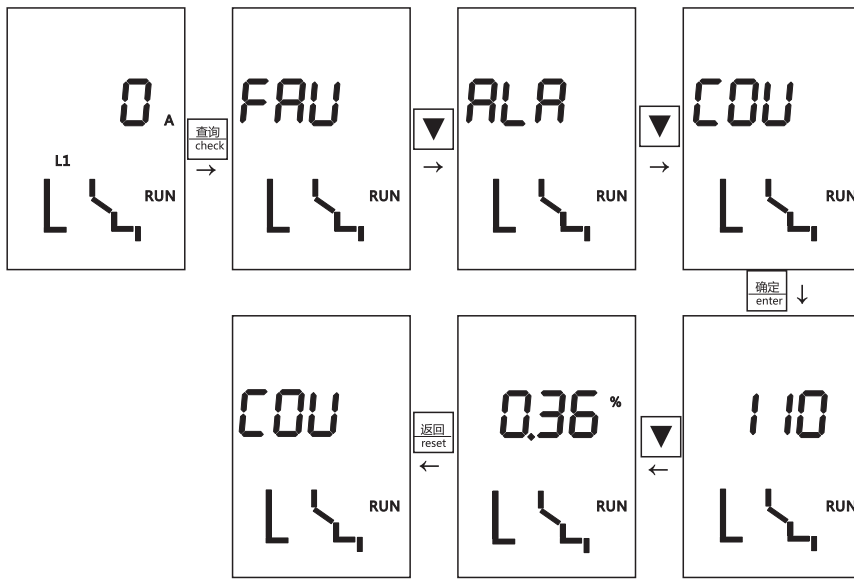 0 A
L1
RUN
查询
check
→
FAU
RUN
▼
→
ALA
RUN
▼
→
COU
RUN
确定
enter
↓
110
RUN
▼
←
0.36 %
RUN
返回
reset
←
COU
RUN